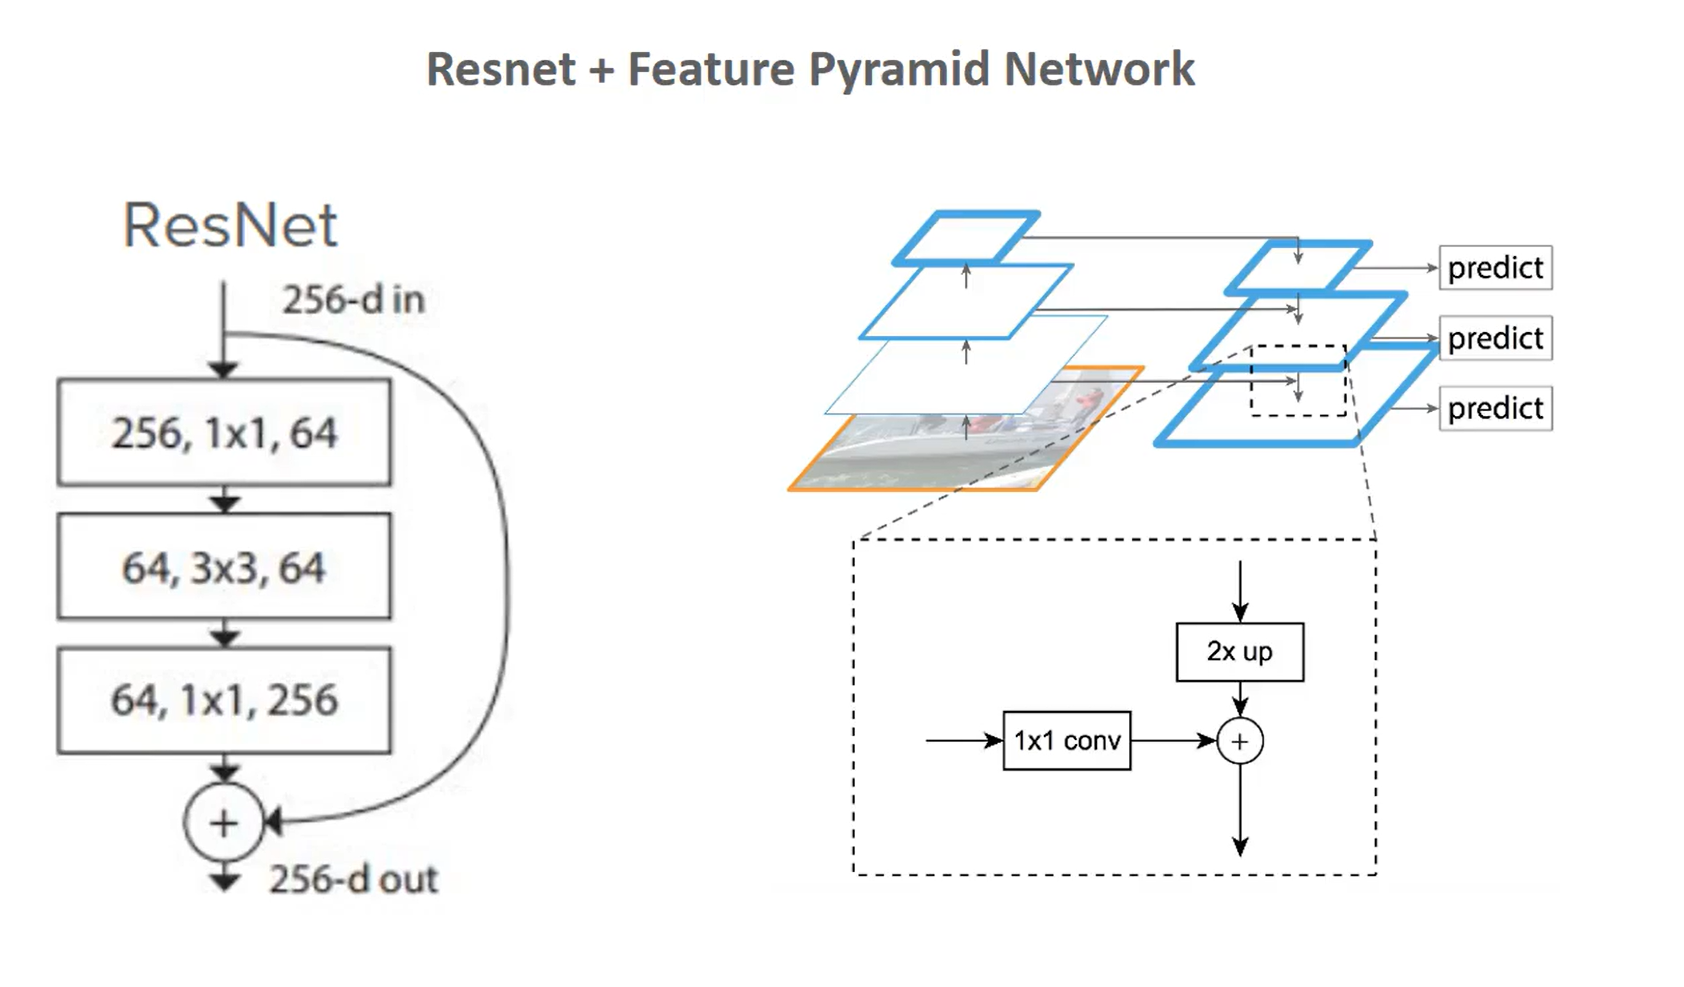 Resnet + Feature Pyramid Network
ResNet
256-d in
256, 1x1, 64
64, 3x3, 64
64, 1x1, 256
+
256-d out
predict
predict
predict
2x up
1x1 conv
+